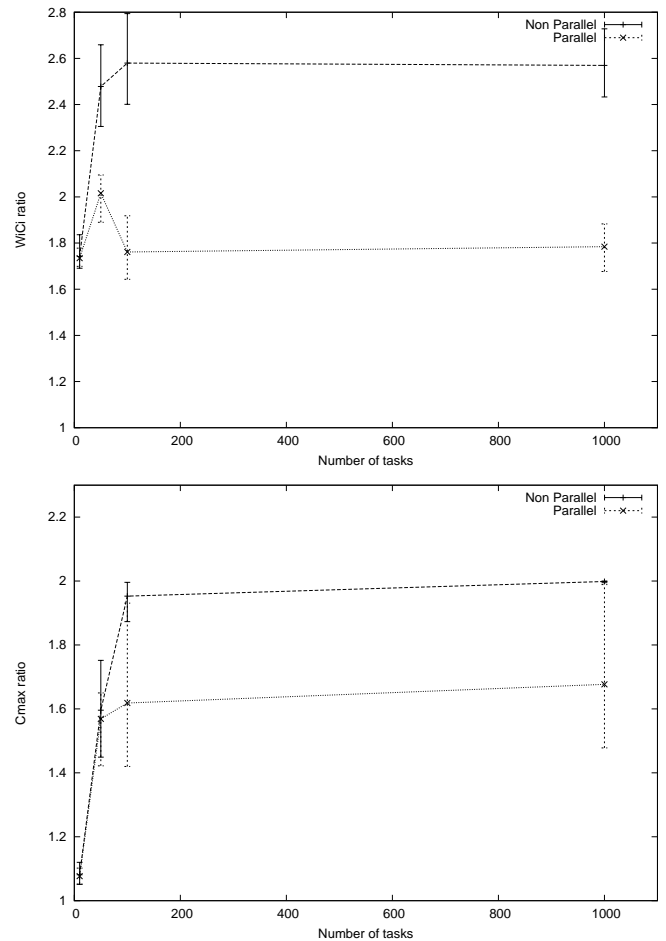 2.8
Non Parallel
Parallel
2.6
2.4
2.2
2
1.8
1.6
1.4
1.2
1
WiCi ratio
0 200 400 600 800 1000
Number of tasks
Non Parallel
Parallel
2.2
2
1.8
1.6
1.4
1.2
1
Cmax ratio
0 200 400 600 800 1000
Number of tasks